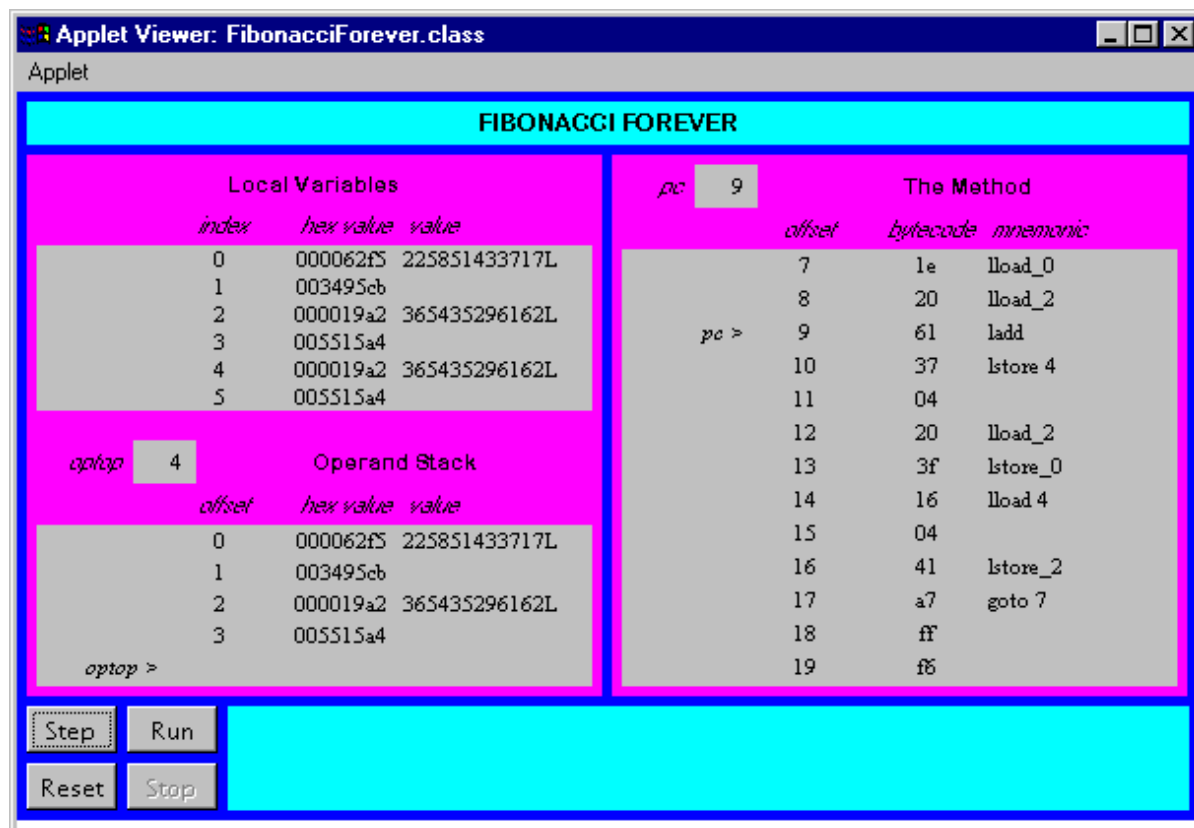 Applet Viewer: FibonacciForever.class
Applet
FIBONACCI FOREVER
Local Variables
index hex value value
0 000062f5 225851433717L
1 003495cb
2 000019a2 365435296162L
3 005515a4
4 000019a2 365435296162L
5 005515a4
optop 4 Operand Stack
offset hex value value
0 000062f5 225851433717L
1 003495cb
2 000019a2 365435296162L
3 005515a4
optop >
pc 9 The Method
offset bytecode mnemonic
7 1e lload_0
8 20 lload_2
pc > 9 61 ladd
10 37 lstore 4
11 04
12 20 lload_2
13 3f lstore_0
14 16 lload 4
15 04
16 41 lstore_2
17 a7 goto 7
18 ff
19 f6
Step Run
Reset Stop